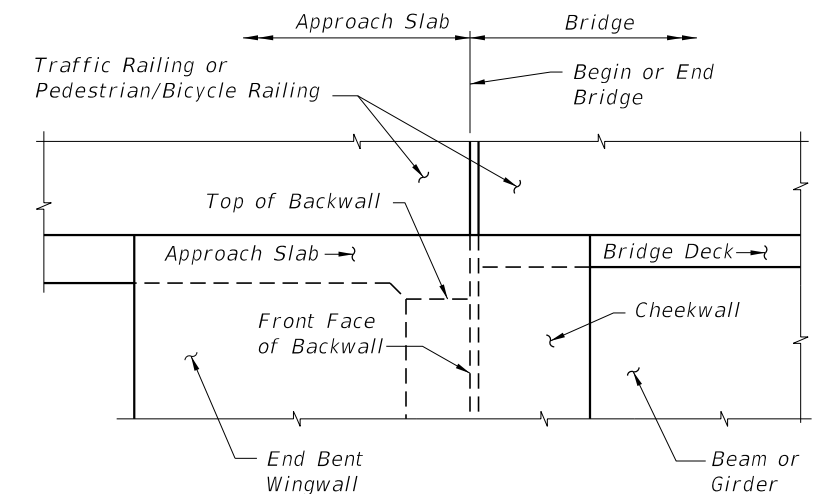 Approach Slab
Bridge
Traffic Railing or
Pedestrian/Bicycle Railing
Begin or End
Bridge
Top of Backwall
Approach Slab
Bridge Deck
Front Face
of Backwall
Cheekwall
End Bent
Wingwall
Beam or
Girder